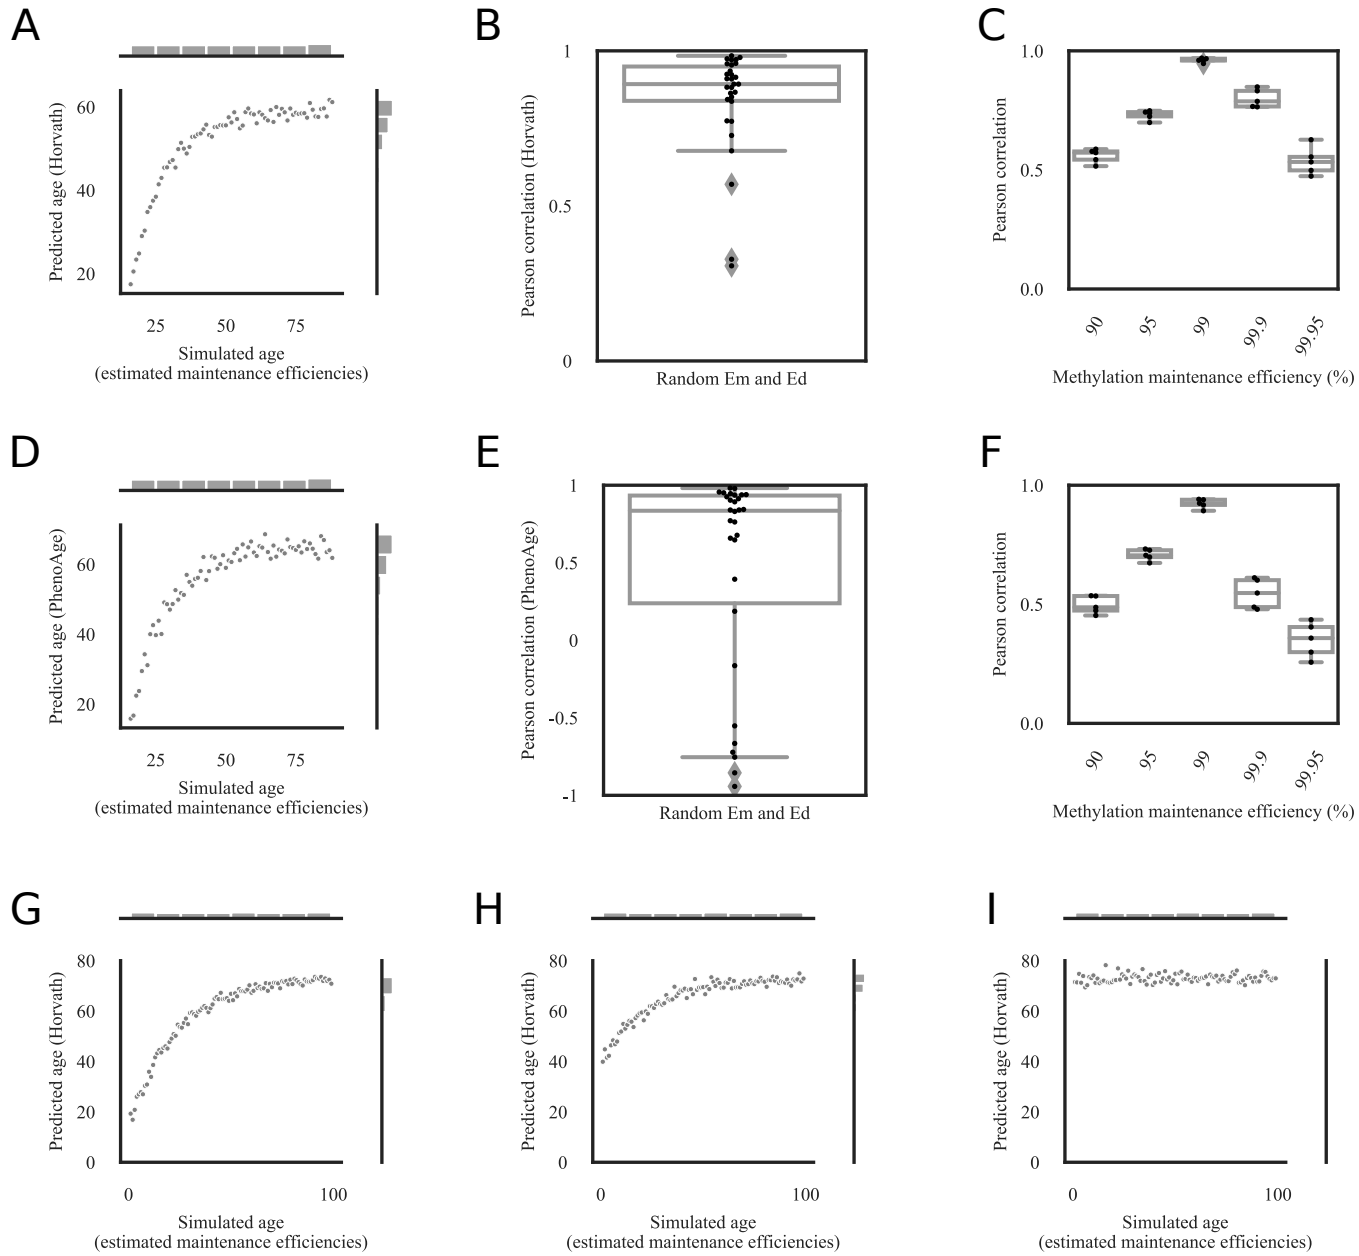 A
60
40
20
Predicted age (Horvath)
25 50 75
Simulated age
(estimated maintenance efficiencies)
B
1
0.5
0
Pearson correlation (Horvath)
Random Em and Ed
C
1.0
0.5
0.0
Pearson correlation
90 95 99 99.9 99.95
Methylation maintenance efficiency (%)
D
60
40
20
Predicted age (PhenoAge)
25 50 75
Simulated age
(estimated maintenance efficiencies)
E
1
0.5
0
-0.5
-1
Pearson correlation (PhenoAge)
Random Em and Ed
F
1.0
0.5
0.0
Pearson correlation
90 95 99 99.9 99.95
Methylation maintenance efficiency (%)
G
80
60
40
20
0
Predicted age (Horvath)
0 100
Simulated age
(estimated maintenance efficiencies)
H
80
60
40
20
0
Predicted age (Horvath)
0 100
Simulated age
(estimated maintenance efficiencies)
I
80
60
40
20
0
Predicted age (Horvath)
0 100
Simulated age
(estimated maintenance efficiencies)